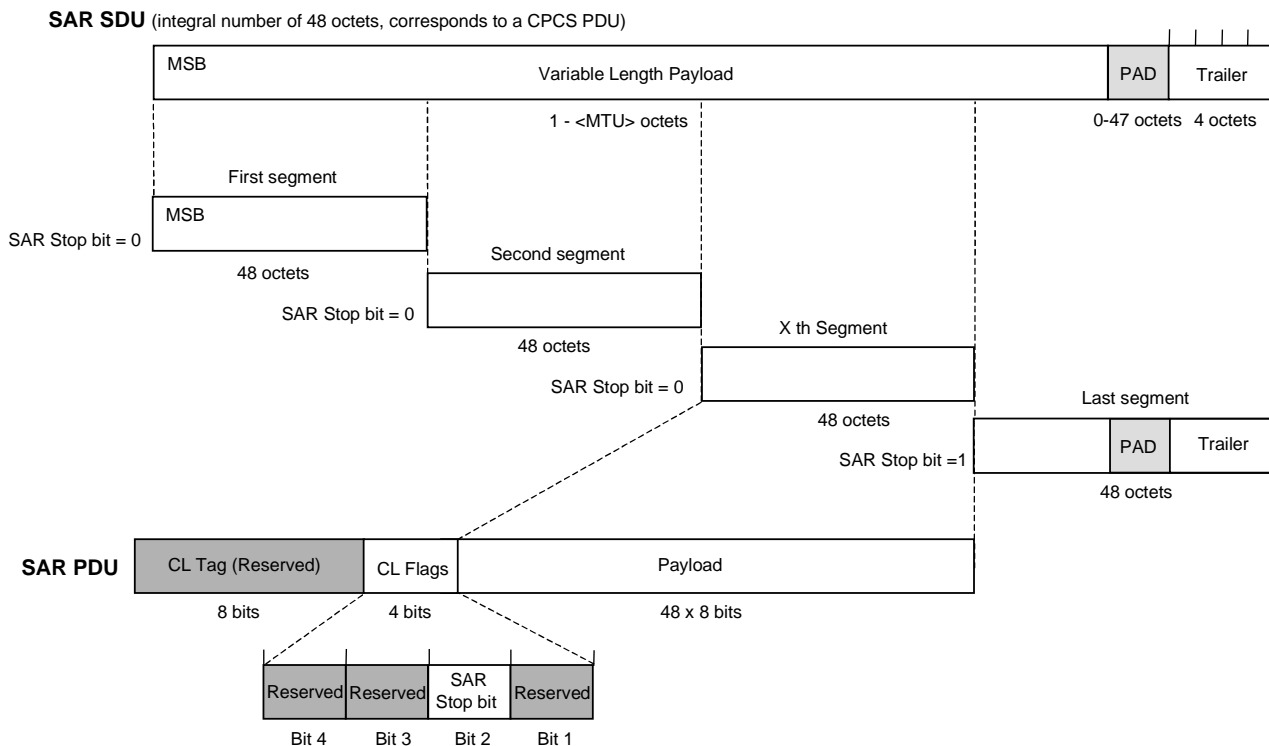 SAR SDU (integral number of 48 octets, corresponds to a CPCS PDU)
MSB
Variable Length Payload
PAD
Trailer
1 - <MTU> octets
0-47 octets
4 octets
First segment
MSB
SAR Stop bit = 0
48 octets
Second segment
SAR Stop bit = 0
48 octets
X th Segment
SAR Stop bit = 0
48 octets
Last segment
PAD
Trailer
SAR Stop bit =1
48 octets
SAR PDU
CL Tag (Reserved)
CL Flags
Payload
8 bits
4 bits
48 x 8 bits
Reserved
Reserved
SAR
Stop bit
Reserved
Bit 4
Bit 3
Bit 2
Bit 1